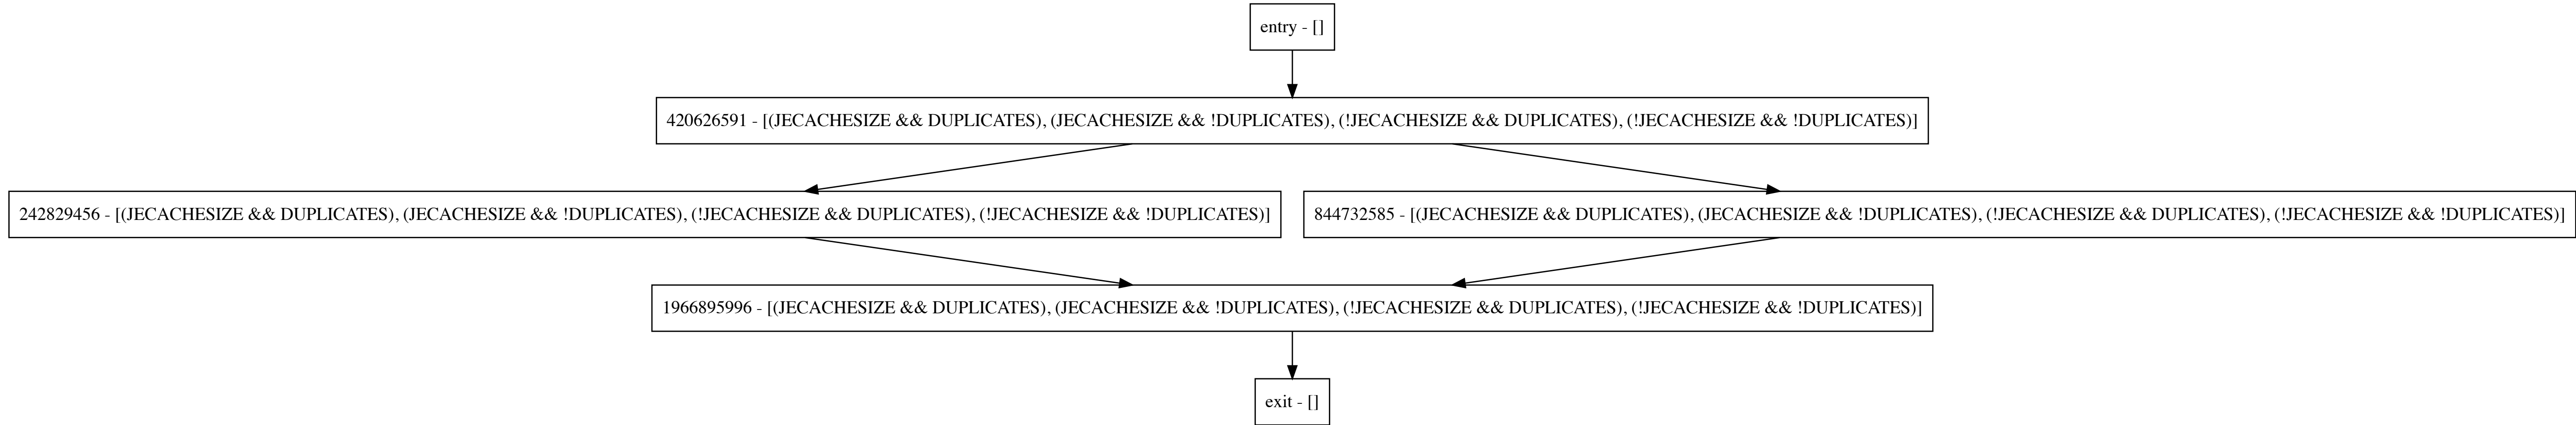 entry - []
420626591 - [(JECACHESIZE && DUPLICATES), (JECACHESIZE && !DUPLICATES), (!JECACHESIZE && DUPLICATES), (!JECACHESIZE && !DUPLICATES)]
242829456 - [(JECACHESIZE && DUPLICATES), (JECACHESIZE && !DUPLICATES), (!JECACHESIZE && DUPLICATES), (!JECACHESIZE && !DUPLICATES)]
844732585 - [(JECACHESIZE && DUPLICATES), (JECACHESIZE && !DUPLICATES), (!JECACHESIZE && DUPLICATES), (!JECACHESIZE && !DUPLICATES)]
1966895996 - [(JECACHESIZE && DUPLICATES), (JECACHESIZE && !DUPLICATES), (!JECACHESIZE && DUPLICATES), (!JECACHESIZE && !DUPLICATES)]
exit - []